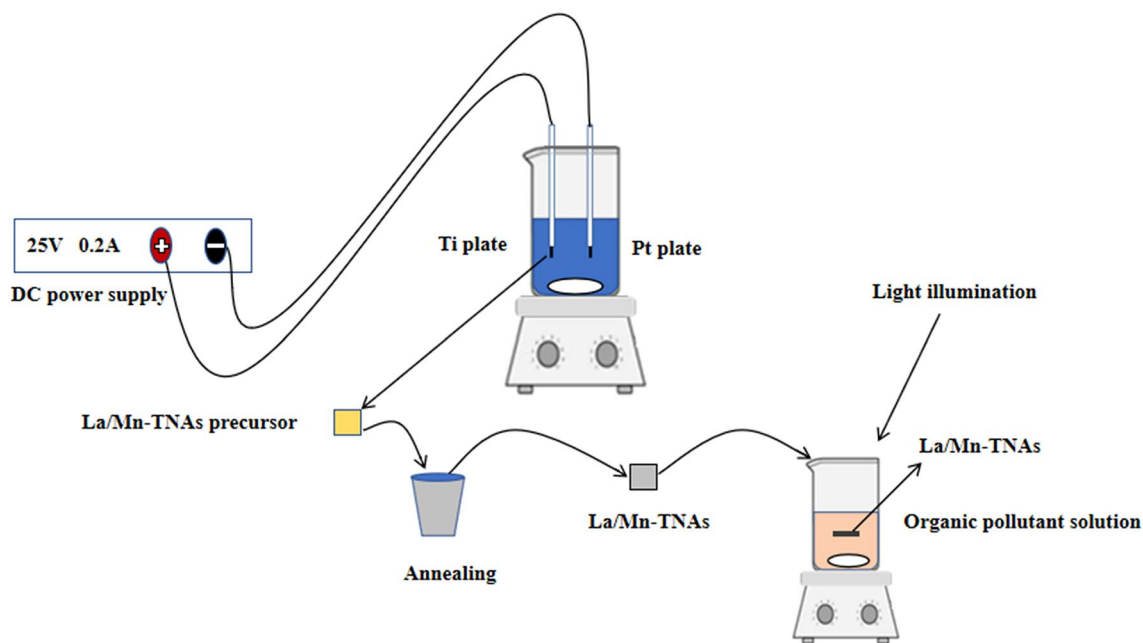 25V 0.2A
DC power supply
Ti plate
Pt plate
Light illumination
La/Mn-TNAs precursor
La/Mn-TNAs
La/Mn-TNAs
Organic pollutant solution
Annealing